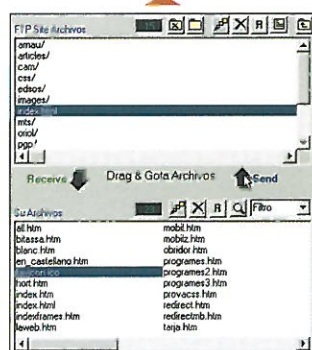 FTP Site Archivos
R
arnau/
articles/
cam/
css/
edsos/
images/
index.html
mts/
oriol/
pgp/
Receive Drag & Gota Archivos Send
Su Archivos R Filtro
all.htm mobil.htm
bitassa.htm mobilz.htm
blanc.htm obridor.htm
en_castellano.htm programes.htm
favicon.ico programes2.htm
hort.htm programes3.htm
index.htm provacss.htm
index.html redirect.htm
indexframes.htm redirectmb.htm
laweb.htm tarja.htm